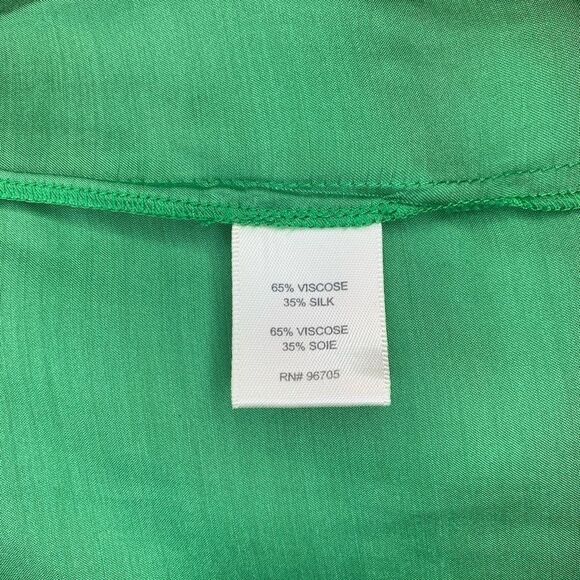 65% VISCOSE
35% SILK
65% VISCOSE
35% SOIE
RN# 96705